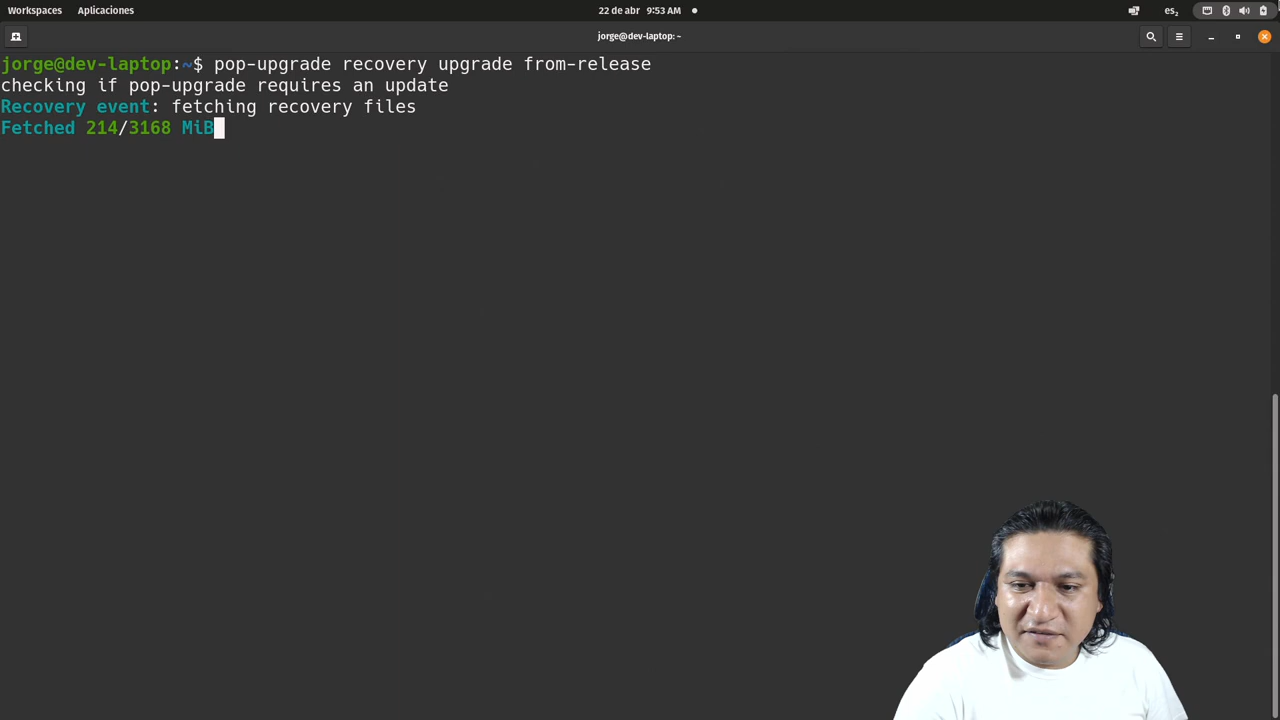 Workspaces Aplicaciones 22 de abr 9:53 AM es₂
jorge@dev-laptop: ~
jorge@dev-laptop:~$ pop-upgrade recovery upgrade from-release
checking if pop-upgrade requires an update
Recovery event: fetching recovery files
Fetched 214/3168 MiB